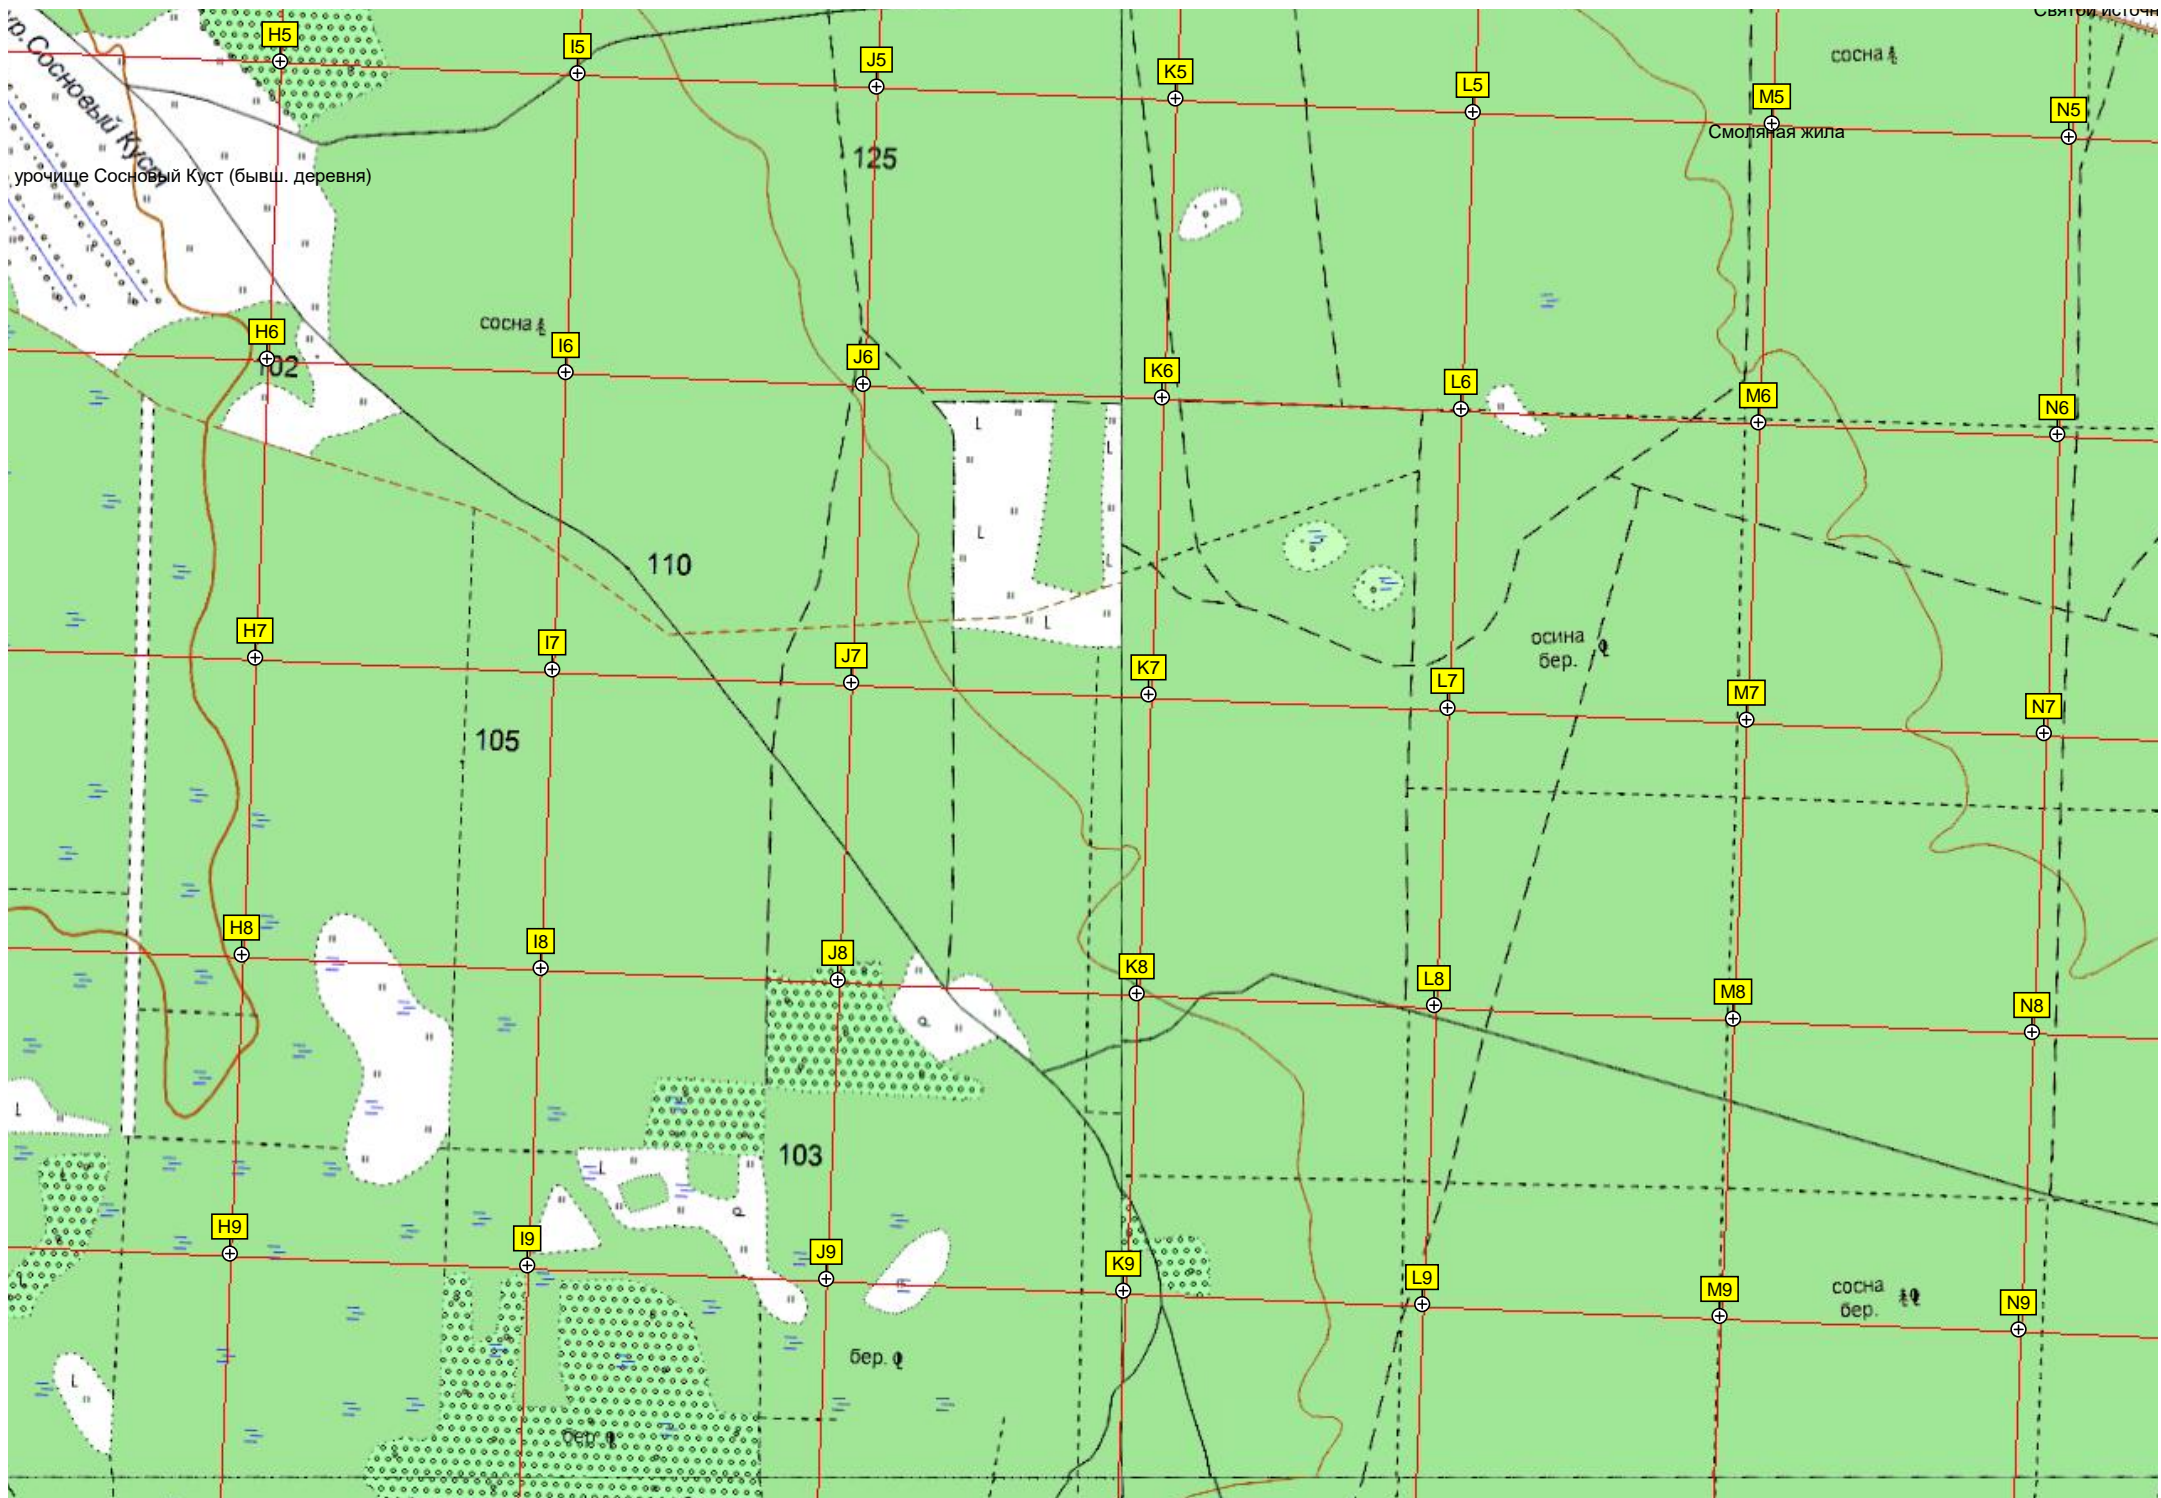 Святой источн
H5
I5
J5
K5
L5
M5
N5
сосна
ур. Сосновый Куст
Смоляная жила
125
урочище Сосновый Куст (бывш. деревня)
сосна
H6
I6
J6
K6
L6
M6
N6
102
L
L
L
110
L
L
H7
I7
J7
K7
L7
M7
N7
осина
бер.
105
H8
I8
J8
K8
L8
M8
N8
L
103
L
L
H9
I9
J9
K9
L9
M9
N9
L
сосна
бер.
бер.
L
бер.